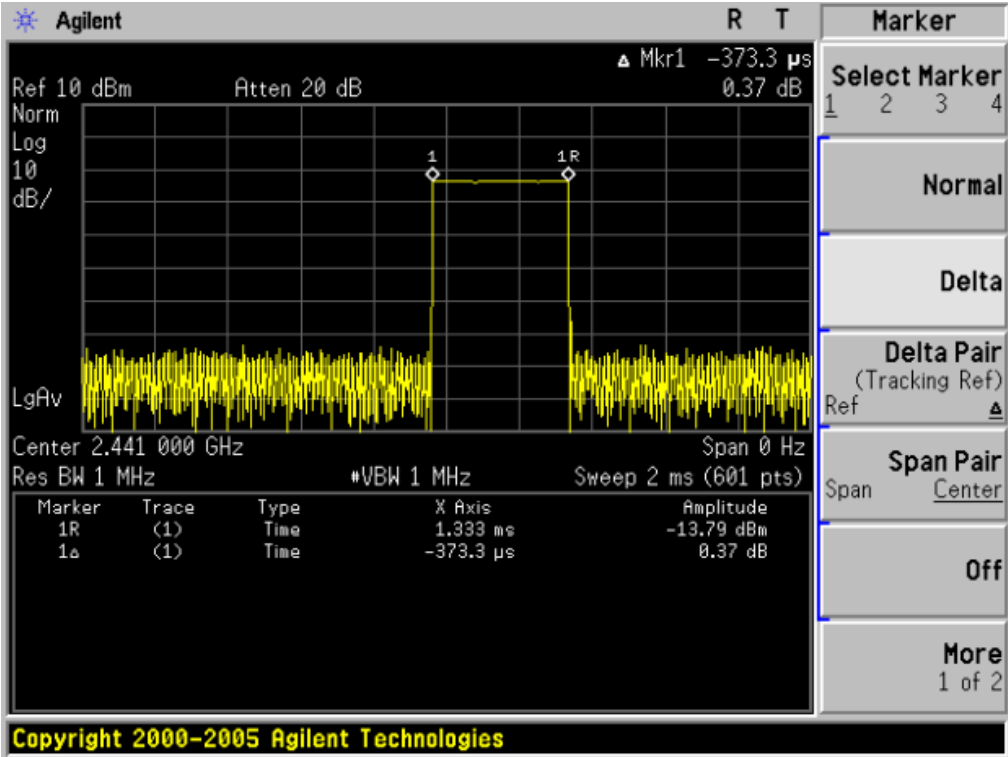 Agilent R T
Marker
▵ Mkr1 -373.3 µs
Ref 10 dBm Atten 20 dB 0.37 dB
Norm
Log
10
dB/
1 1R
LgAv
Center 2.441 000 GHz Span 0 Hz
Res BW 1 MHz #VBW 1 MHz Sweep 2 ms (601 pts)
Marker Trace Type X Axis Amplitude
1R (1) Time 1.333 ms -13.79 dBm
1▵ (1) Time -373.3 µs 0.37 dB
Select Marker
1 2 3 4
Normal
Delta
Delta Pair
(Tracking Ref)
Ref ▵
Span Pair
Span Center
Off
More
1 of 2
Copyright 2000-2005 Agilent Technologies